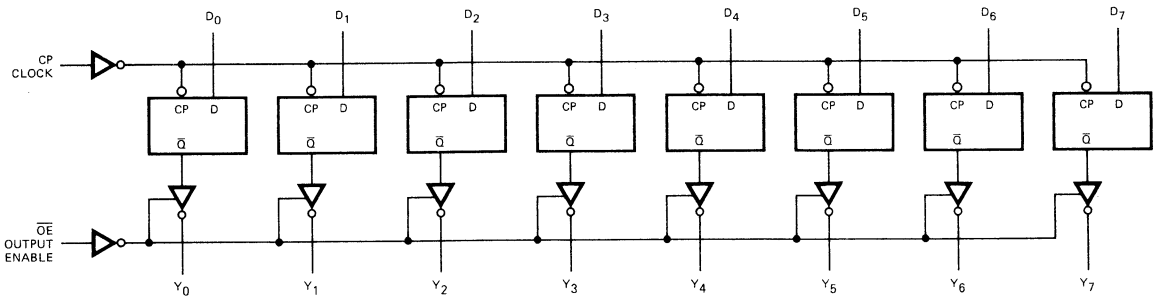 D0 D1 D2 D3 D4 D5 D6 D7
CP
CLOCK
CP D CP D CP D CP D CP D CP D CP D CP D
Q̅ Q̅ Q̅ Q̅ Q̅ Q̅ Q̅ Q̅
O̅E̅
OUTPUT
ENABLE
Y0 Y1 Y2 Y3 Y4 Y5 Y6 Y7